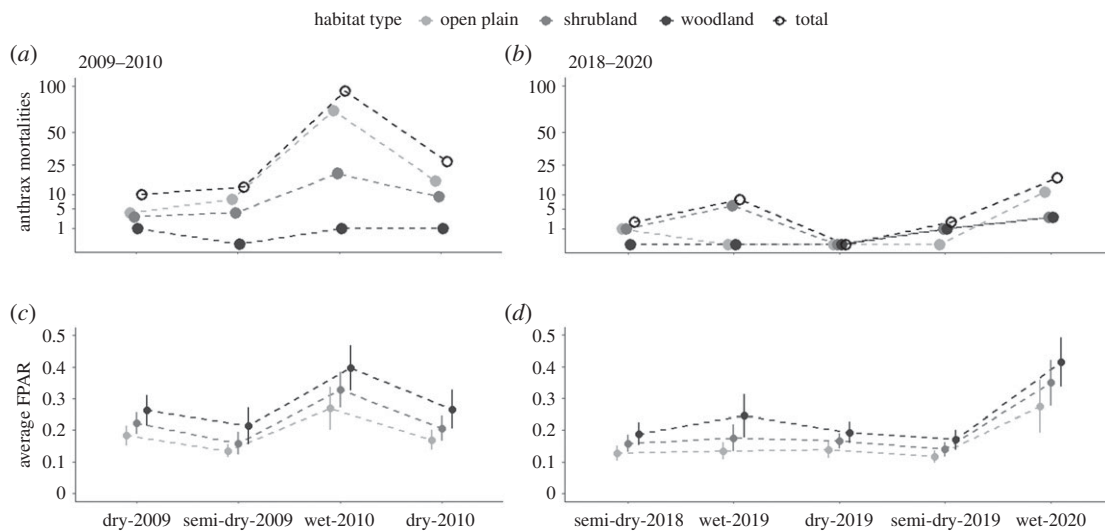 habitat type open plain shrubland woodland total
(a) 2009–2010
anthrax mortalities
100
50
25
10
5
1
(b) 2018–2020
100
50
25
10
5
1
(c)
average FPAR
0.5
0.4
0.3
0.2
0.1
0
dry-2009 semi-dry-2009 wet-2010 dry-2010
(d)
0.5
0.4
0.3
0.2
0.1
0
semi-dry-2018 wet-2019 dry-2019 semi-dry-2019 wet-2020